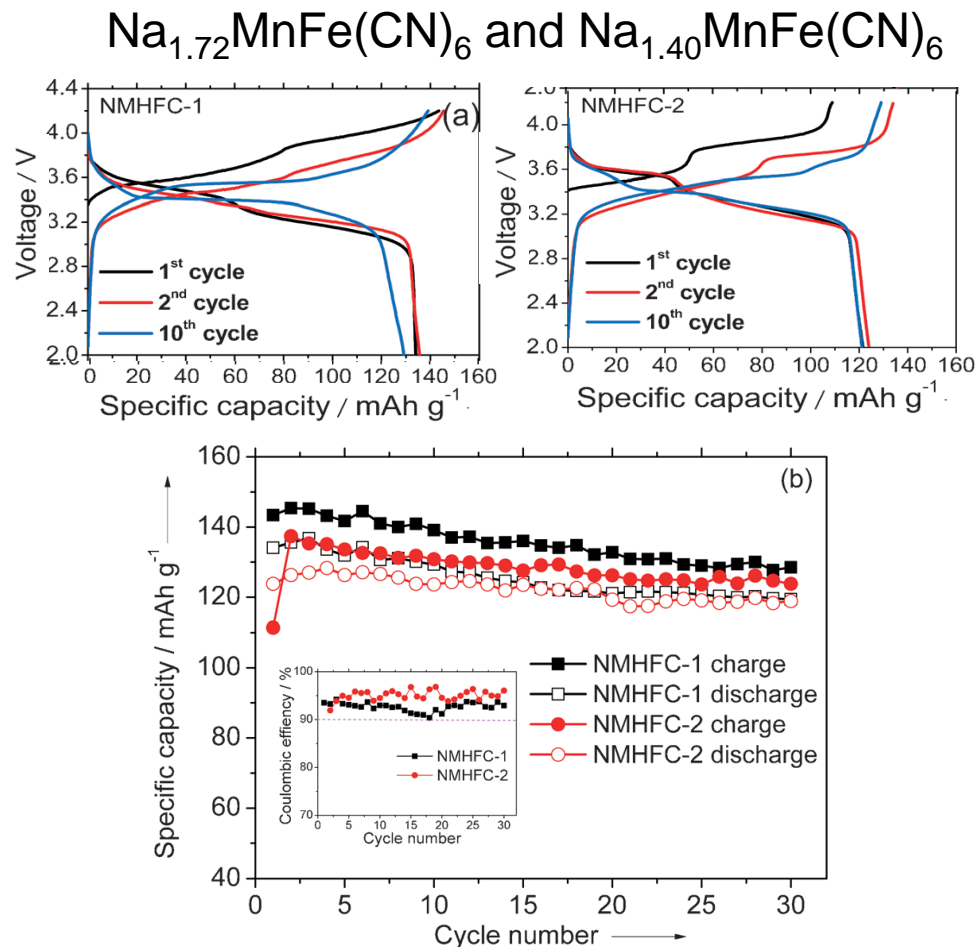 Na1.72MnFe(CN)6 and Na1.40MnFe(CN)6
NMHFC-1
(a)
4.4
4.0
3.6
3.2
2.8
2.4
2.0
Voltage / V
1st cycle
2nd cycle
10th cycle
0 20 40 60 80 100 120 140 160
Specific capacity / mAh g-1
NMHFC-2
4.0
3.6
3.2
2.8
2.4
2.0
Voltage / V
1st cycle
2nd cycle
10th cycle
0 20 40 60 80 100 120 140 160
Specific capacity / mAh g-1
(b)
160
140
120
100
80
60
40
Specific capacity / mAh g-1
NMHFC-1 charge
NMHFC-1 discharge
NMHFC-2 charge
NMHFC-2 discharge
Coulombic effiency / %
100
90
80
70
NMHFC-1
NMHFC-2
0 5 10 15 20 25 30
Cycle number
0 5 10 15 20 25 30
Cycle number